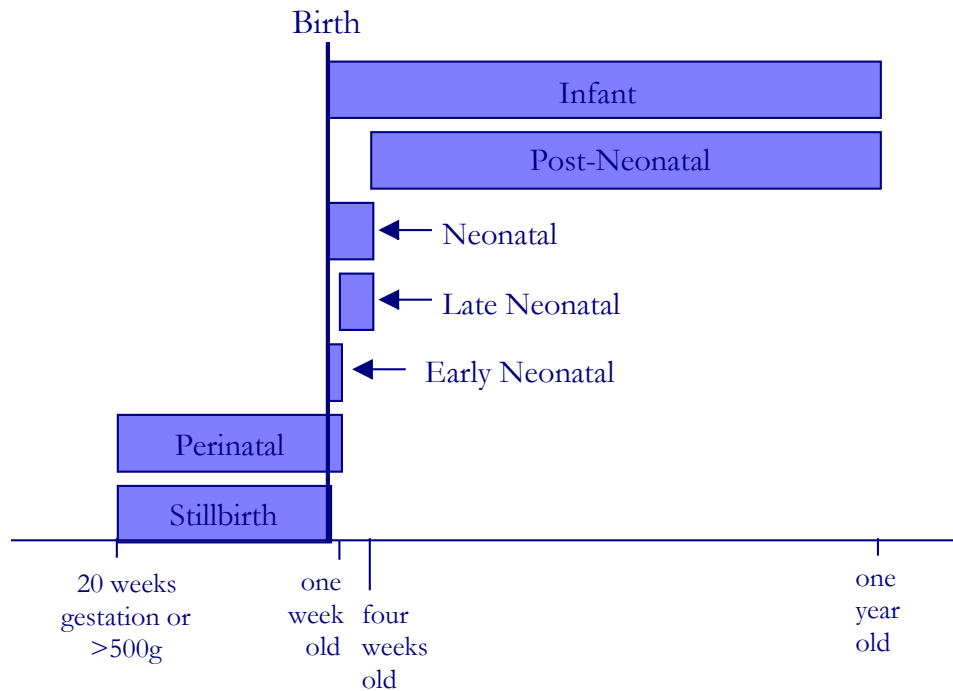 Birth
Infant
Post-Neonatal
Neonatal
Late Neonatal
Early Neonatal
Perinatal
Stillbirth
20 weeks
gestation or
>500g
one
week
old
four
weeks
old
one
year
old